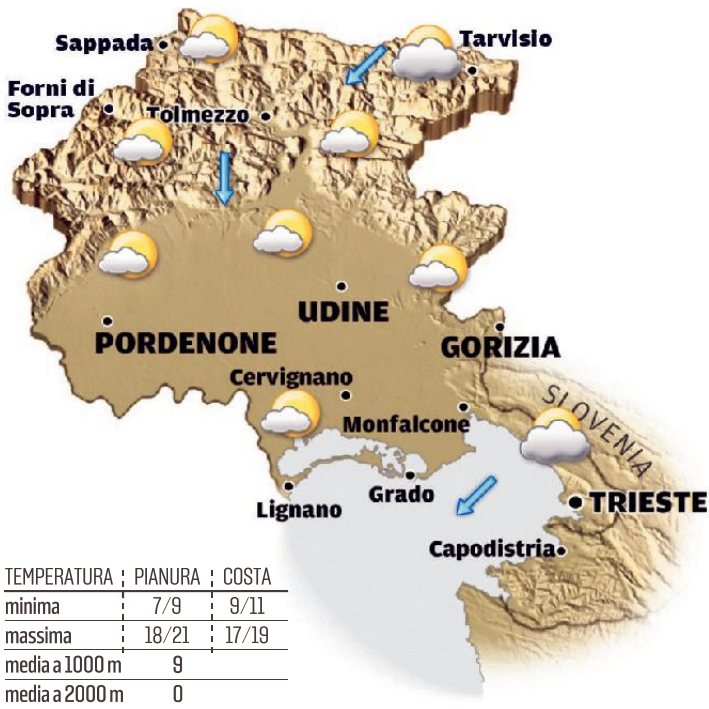 Sappada
Tarvisio
Forni di
Sopra
Tolmezzo
UDINE
PORDENONE
GORIZIA
Cervignano
SLOVENIA
Monfalcone
Lignano
Grado
TRIESTE
Capodistria
TEMPERATURA PIANURA COSTA
minima 7/9 9/11
massima 18/21 17/19
media a 1000 m 9
media a 2000 m 0